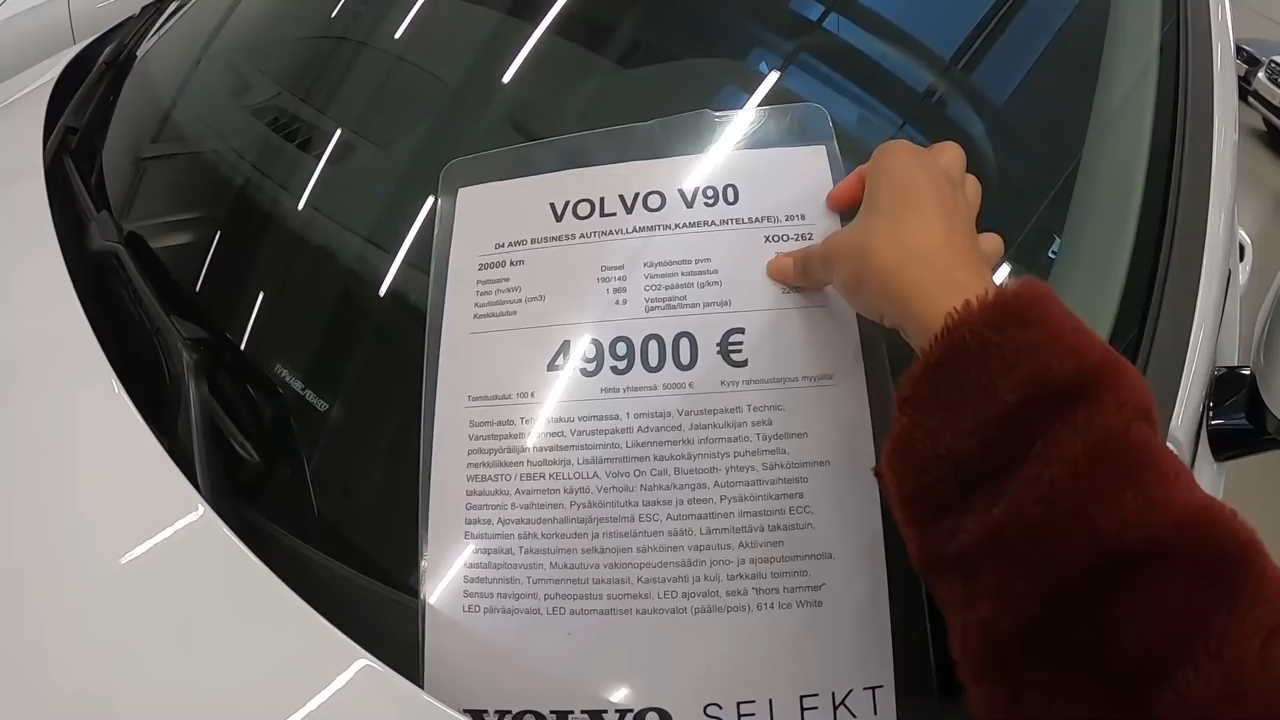 VOLVO V90
D4 AWD BUSINESS AUT(NAVI,LÄMMITIN,KAMERA,INTELSAFE)), 2018
XOO-262
20000 km
Polttoaine Diesel Käyttöönotto pvm
Teho (hv/kW) 190/140 Viimeisin katsastus
Kuutiotilavuus (cm3) 1 969 CO2-päästöt (g/km)
Keskikulutus 4.9 Vetopainot
(jarruilla/ilman jarruja)
49900 €
Toimituskulut: 100 € Hinta yhteensä: 50000 € Kysy rahoitustarjous myyjältä!
Suomi-auto, takuu voimassa, 1 omistaja, Varustepaketti Technic,
Varustepaketti Connect, Varustepaketti Advanced, Jalankulkijan sekä
polkupyöräilijän havaitsemistoiminto, Liikennemerkki informaatio, Täydellinen
merkkiliikkeen huoltokirja, Lisälämmittimen kaukokäynnistys puhelimella,
WEBASTO / EBER KELLOLLA, Volvo On Call, Bluetooth- yhteys, Sähkötoiminen
takaluukku, Avaimeton käyttö, Verhoilu: Nahka/kangas, Automaattivaihteisto
Geartronic 8-vaihteinen, Pysäköintitutka taakse ja eteen, Pysäköintikamera
taakse, Ajovakaudenhallintajärjestelmä ESC, Automaattinen ilmastointi ECC,
Etuistuimien sähk.korkeuden ja ristiseläntuen säätö, Lämmitettävä takaistuin,
Takaistuimen selkänojien sähköinen vapautus, Aktiivinen
kaistallapitoavustin, Mukautuva vakionopeudensäädin jono- ja ajoaputoiminnolla,
Sadetunnistin, Tummennetut takalasit, Kaistavahti ja kulj. tarkkailu toiminto,
Sensus navigointi, puheopastus suomeksi, LED ajovalot, sekä "thors hammer"
LED päiväajovalot, LED automaattiset kaukovalot (päälle/pois), 614 Ice White
VOLVO SELEKT